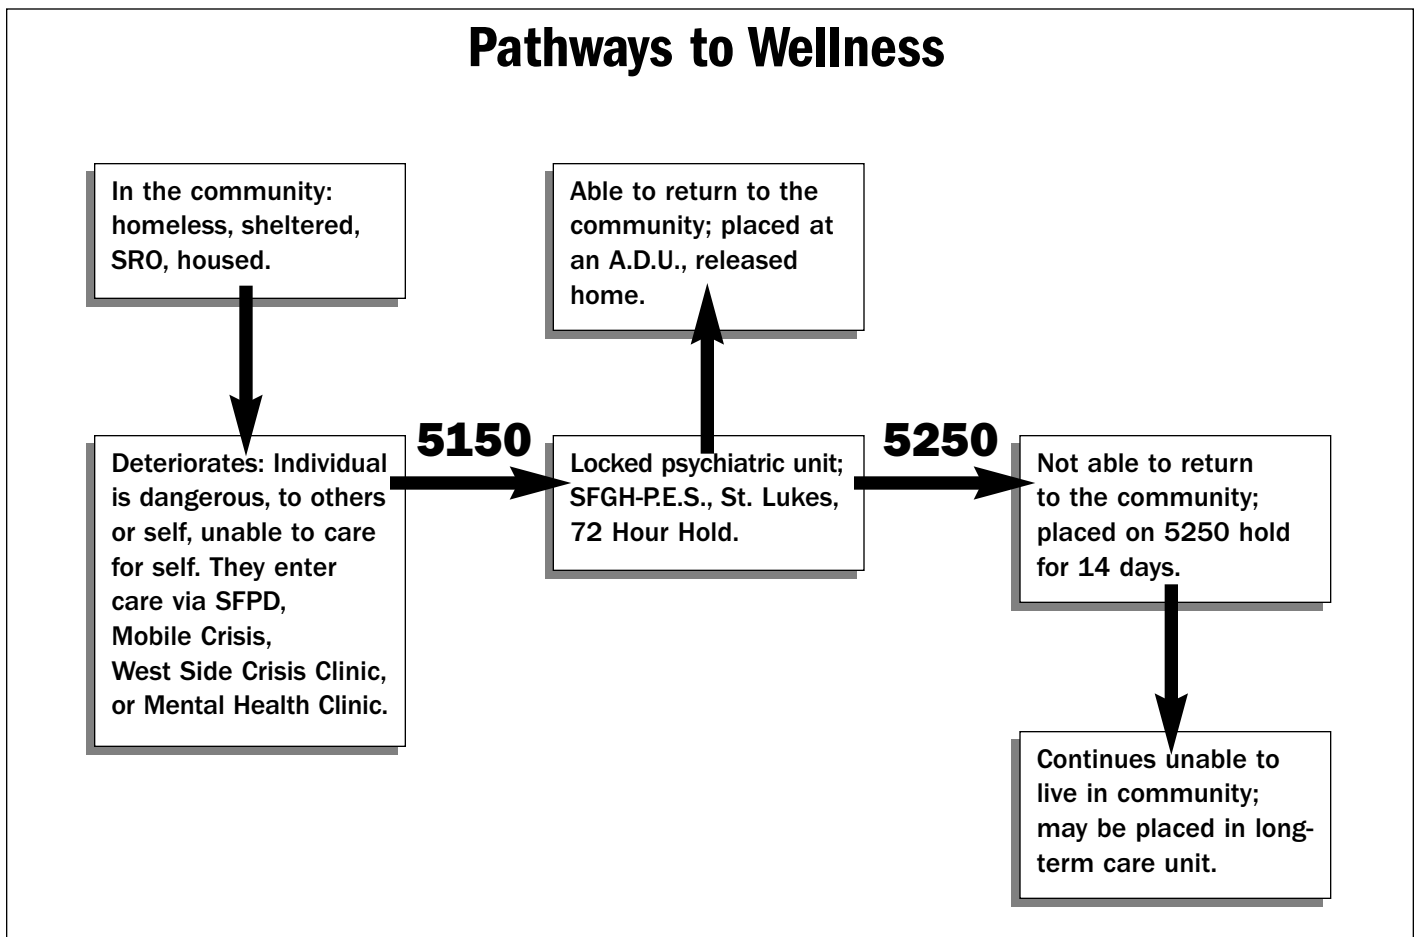 Pathways to Wellness
In the community:
homeless, sheltered,
SRO, housed.
Able to return to the
community; placed at
an A.D.U., released
home.
Deteriorates: Individual
is dangerous, to others
or self, unable to care
for self. They enter
care via SFPD,
Mobile Crisis,
West Side Crisis Clinic,
or Mental Health Clinic.
5150
Locked psychiatric unit;
SFGH-P.E.S., St. Lukes,
72 Hour Hold.
5250
Not able to return
to the community;
placed on 5250 hold
for 14 days.
Continues unable to
live in community;
may be placed in long-
term care unit.